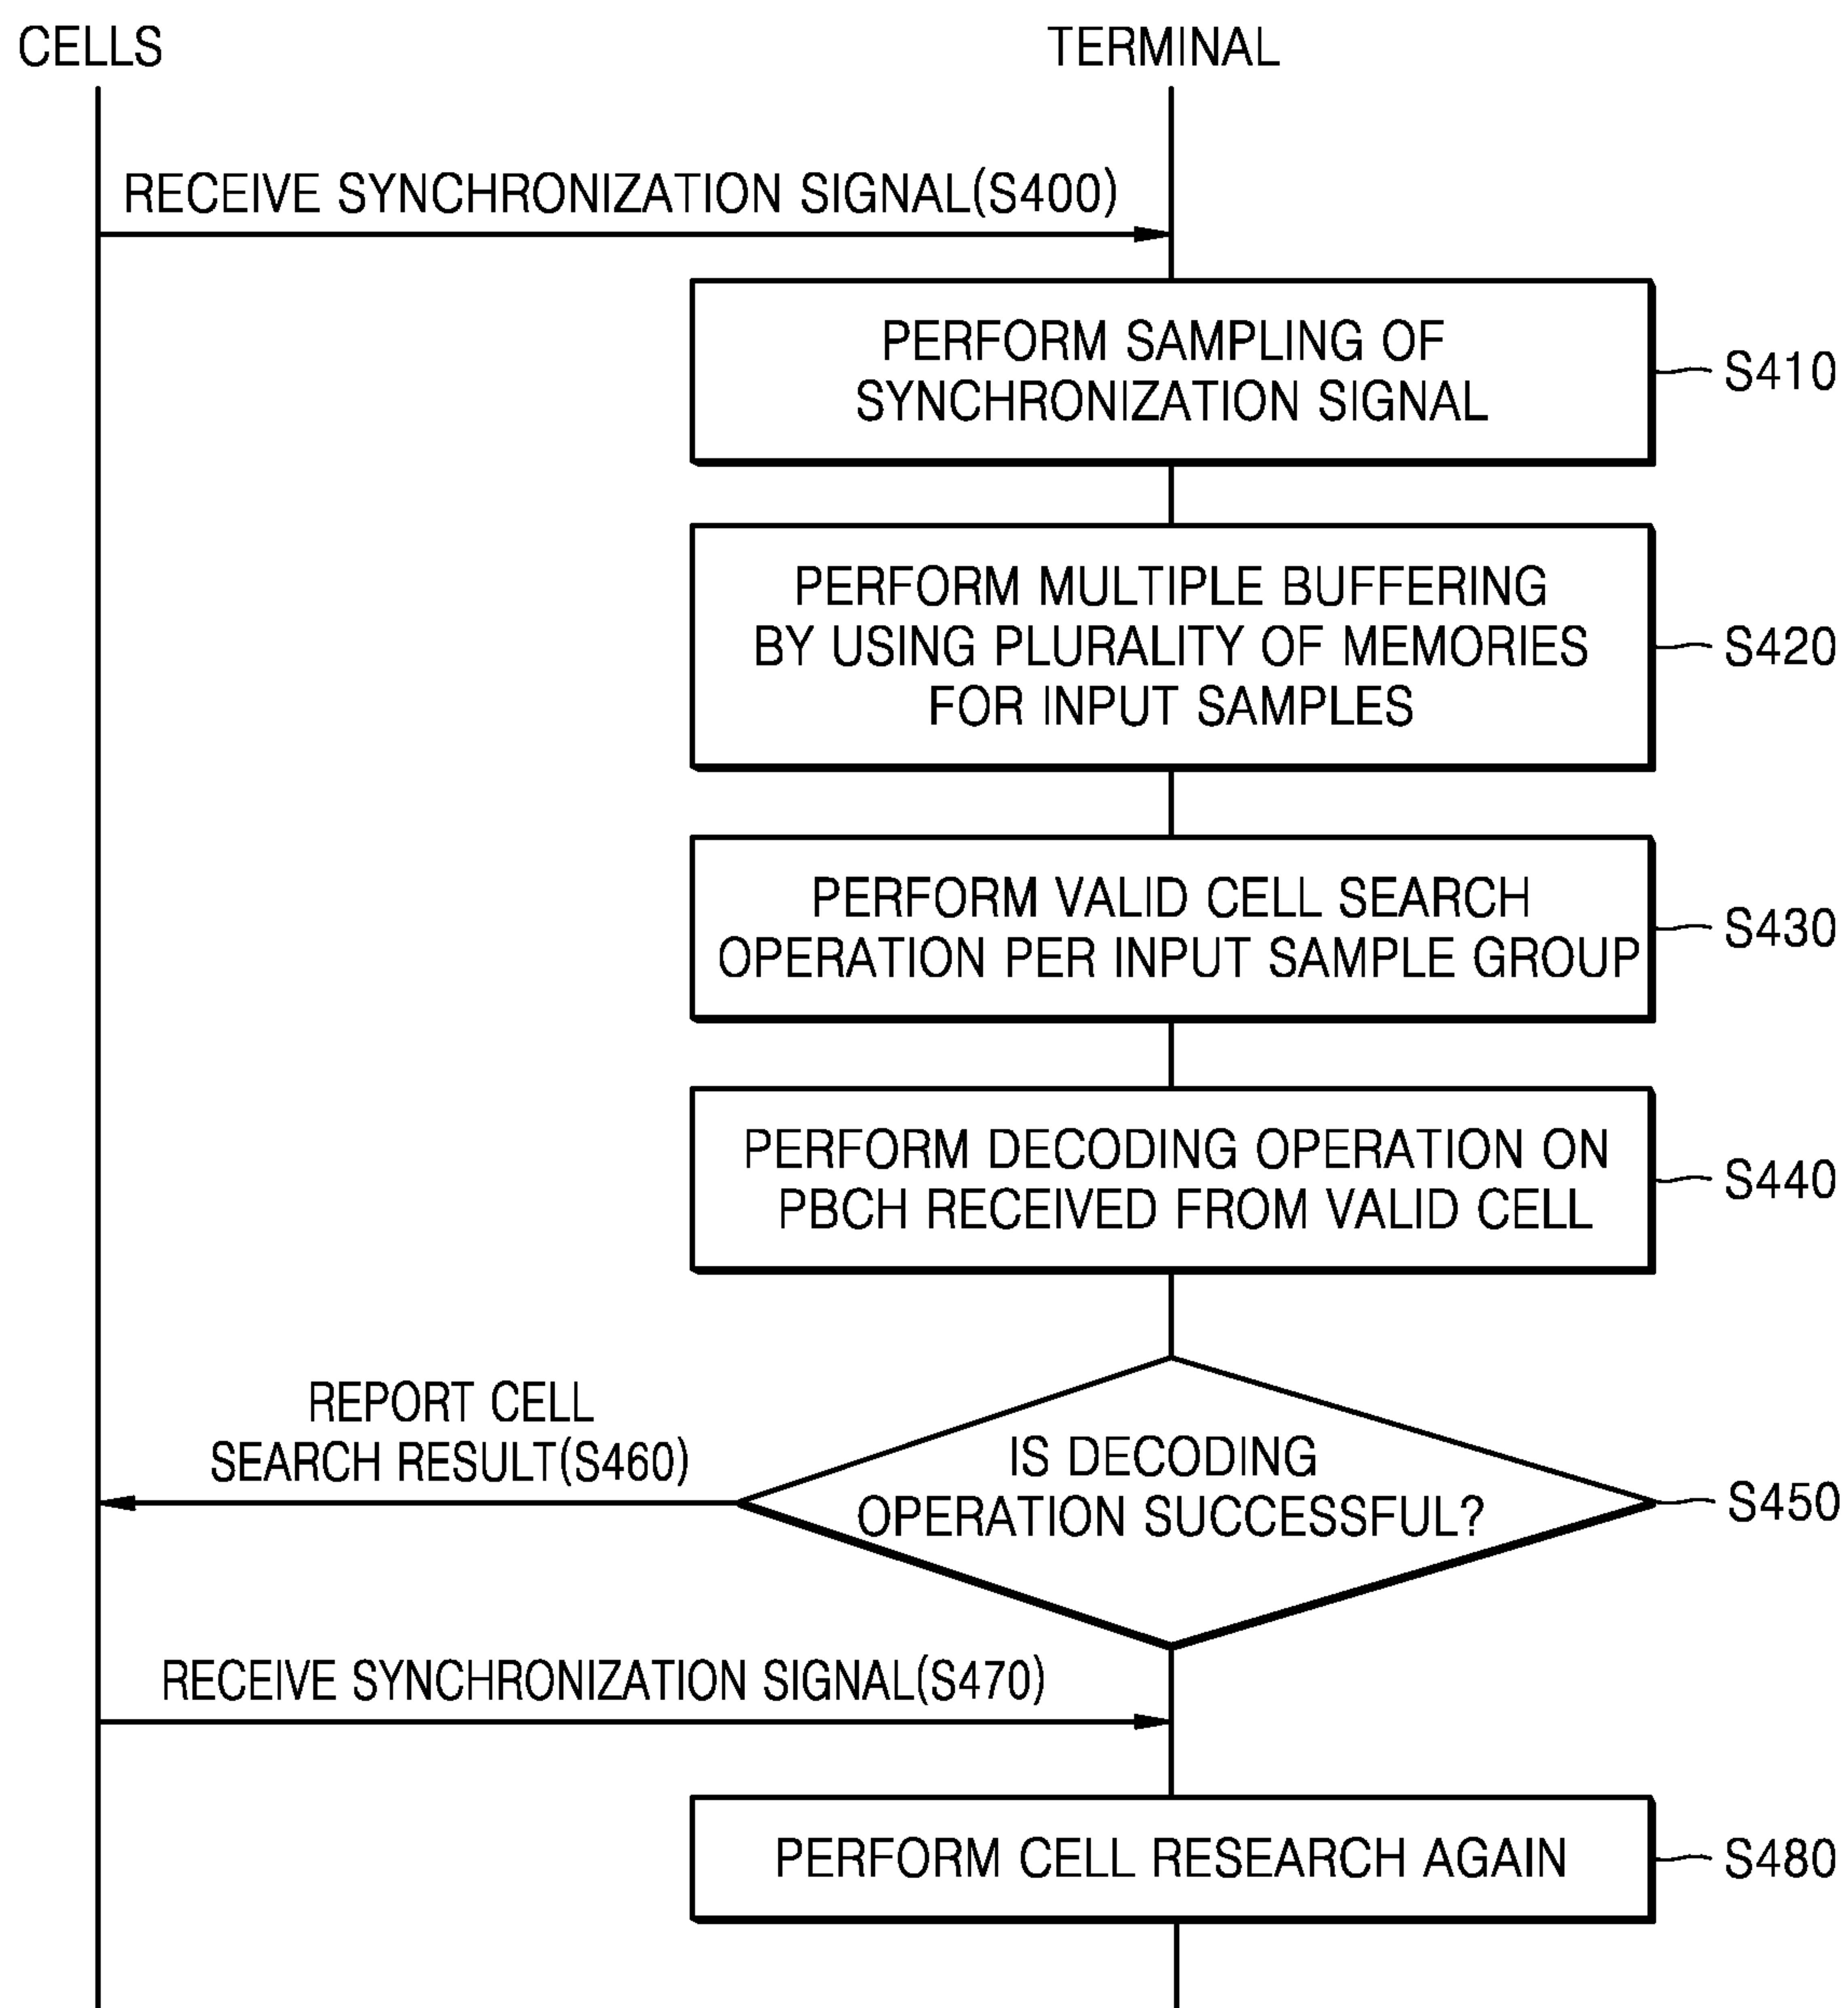 CELLS
TERMINAL
RECEIVE SYNCHRONIZATION SIGNAL(S400)
PERFORM SAMPLING OF
SYNCHRONIZATION SIGNAL
S410
PERFORM MULTIPLE BUFFERING
BY USING PLURALITY OF MEMORIES
FOR INPUT SAMPLES
S420
PERFORM VALID CELL SEARCH
OPERATION PER INPUT SAMPLE GROUP
S430
PERFORM DECODING OPERATION ON
PBCH RECEIVED FROM VALID CELL
S440
REPORT CELL
SEARCH RESULT(S460)
IS DECODING
OPERATION SUCCESSFUL?
S450
RECEIVE SYNCHRONIZATION SIGNAL(S470)
PERFORM CELL RESEARCH AGAIN
S480